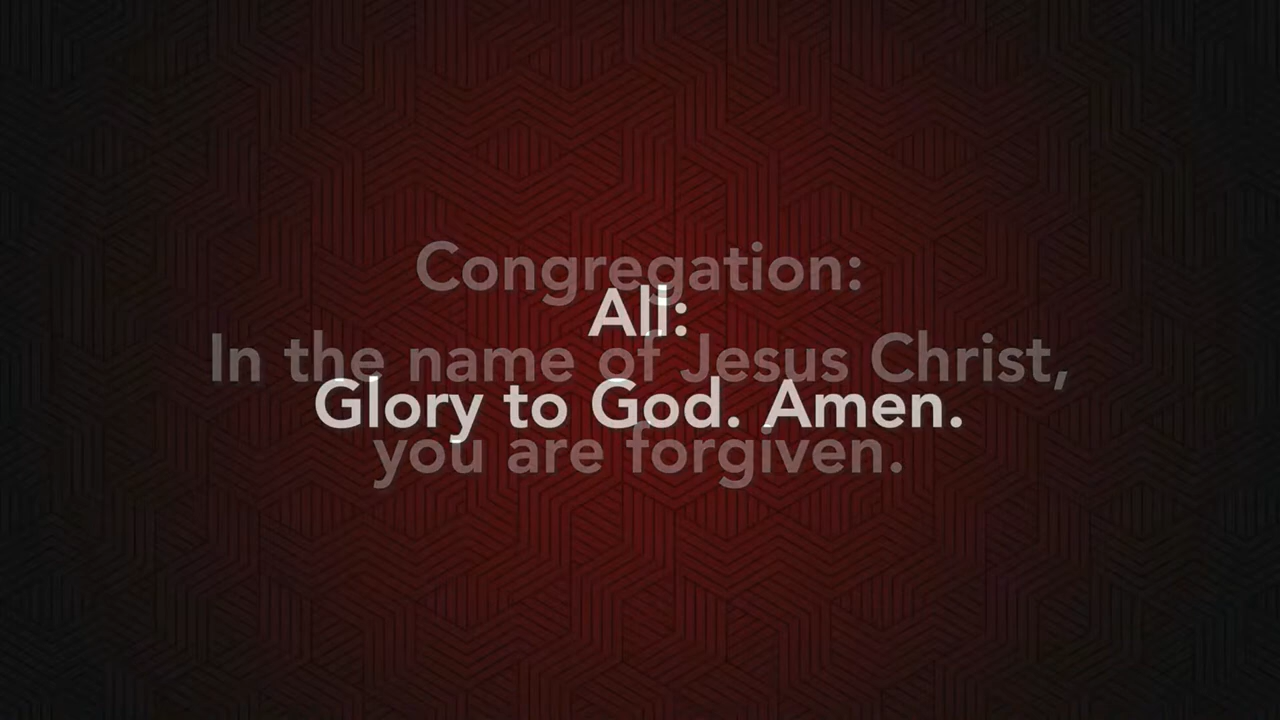 Congregation:
All:
In the name of Jesus Christ,
Glory to God. Amen.
you are forgiven.